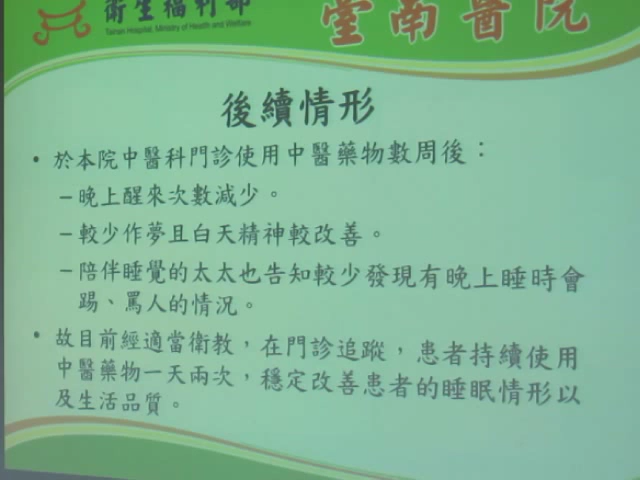 衛生福利部
Tainan Hospital, Ministry of Health and Welfare
臺南醫院
後續情形
• 於本院中醫科門診使用中醫藥物數周後：
–晚上醒來次數減少。
–較少作夢且白天精神較改善。
–陪伴睡覺的太太也告知較少發現有晚上睡時會
踢、罵人的情況。
• 故目前經適當衛教，在門診追蹤，患者持續使用
中醫藥物一天兩次，穩定改善患者的睡眠情形以
及生活品質。